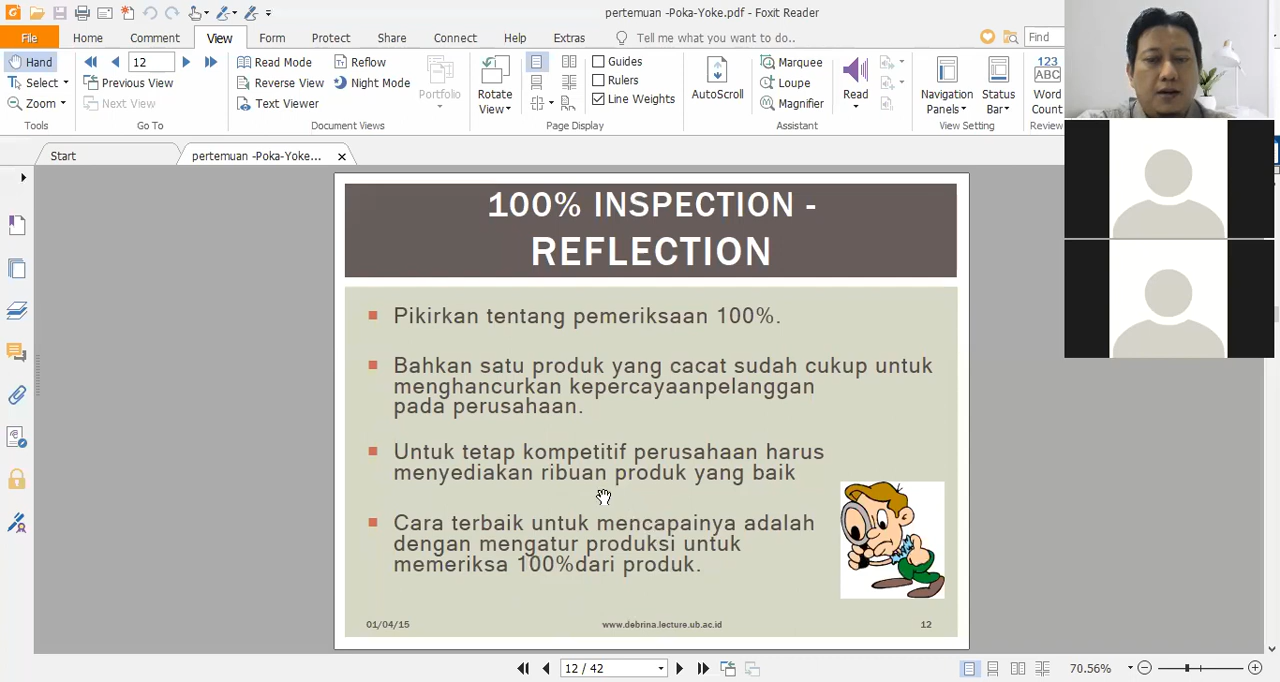 pertemuan -Poka-Yoke.pdf - Foxit Reader
File Home Comment View Form Protect Share Connect Help Extras Tell me what you want to do.. Find
Hand 12 Read Mode Reflow Guides Marquee 123
Select Previous View Reverse View Night Mode Portfolio Rotate View Rulers AutoScroll Loupe Read Navigation Panels Status Bar ABC
Zoom Next View Text Viewer Line Weights Magnifier Word Count
Tools Go To Document Views Page Display Assistant View Setting Review
Start pertemuan -Poka-Yoke...
100% INSPECTION -
REFLECTION
Pikirkan tentang pemeriksaan 100%.
Bahkan satu produk yang cacat sudah cukup untuk
menghancurkan kepercayaanpelanggan
pada perusahaan.
Untuk tetap kompetitif perusahaan harus
menyediakan ribuan produk yang baik
Cara terbaik untuk mencapainya adalah
dengan mengatur produksi untuk
memeriksa 100%dari produk.
01/04/15 www.debrina.lecture.ub.ac.id 12
12 / 42 70.56%